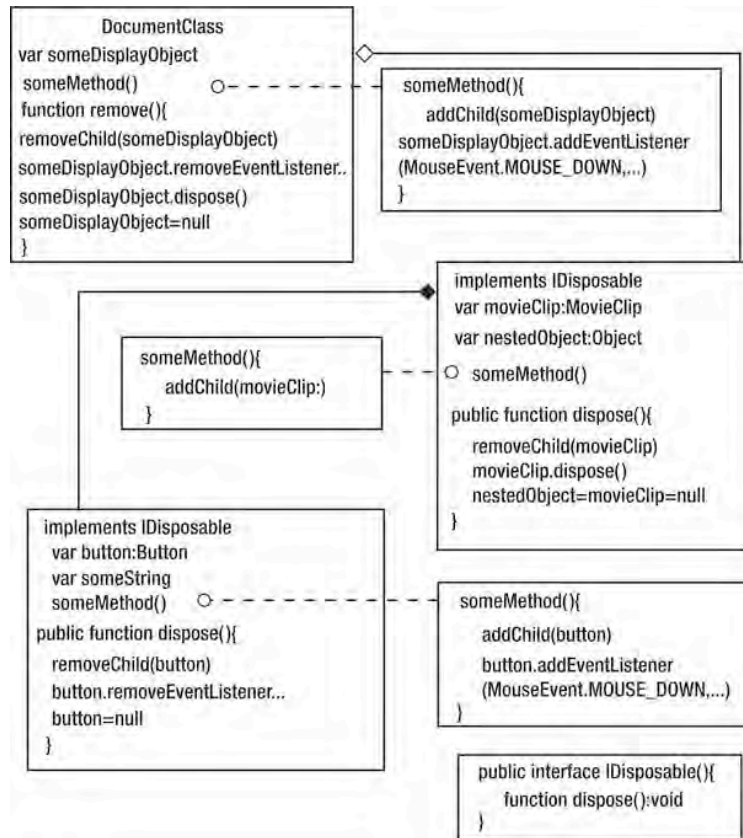 DocumentClass
var someDisplayObject
someMethod()
function remove(){
removeChild(someDisplayObject)
someDisplayObject.removeEventListener..
someDisplayObject.dispose()
someDisplayObject=null
}
someMethod(){
addChild(someDisplayObject)
someDisplayObject.addEventListener
(MouseEvent.MOUSE_DOWN,...)
}
implements IDisposable
var movieClip:MovieClip
var nestedObject:Object
someMethod()
public function dispose(){
removeChild(movieClip)
movieClip.dispose()
nestedObject=movieClip=null
}
someMethod(){
addChild(movieClip:)
}
implements IDisposable
var button:Button
var someString
someMethod()
public function dispose(){
removeChild(button)
button.removeEventListener...
button=null
}
someMethod(){
addChild(button)
button.addEventListener
(MouseEvent.MOUSE_DOWN,...)
}
public interface IDisposable(){
function dispose():void
}